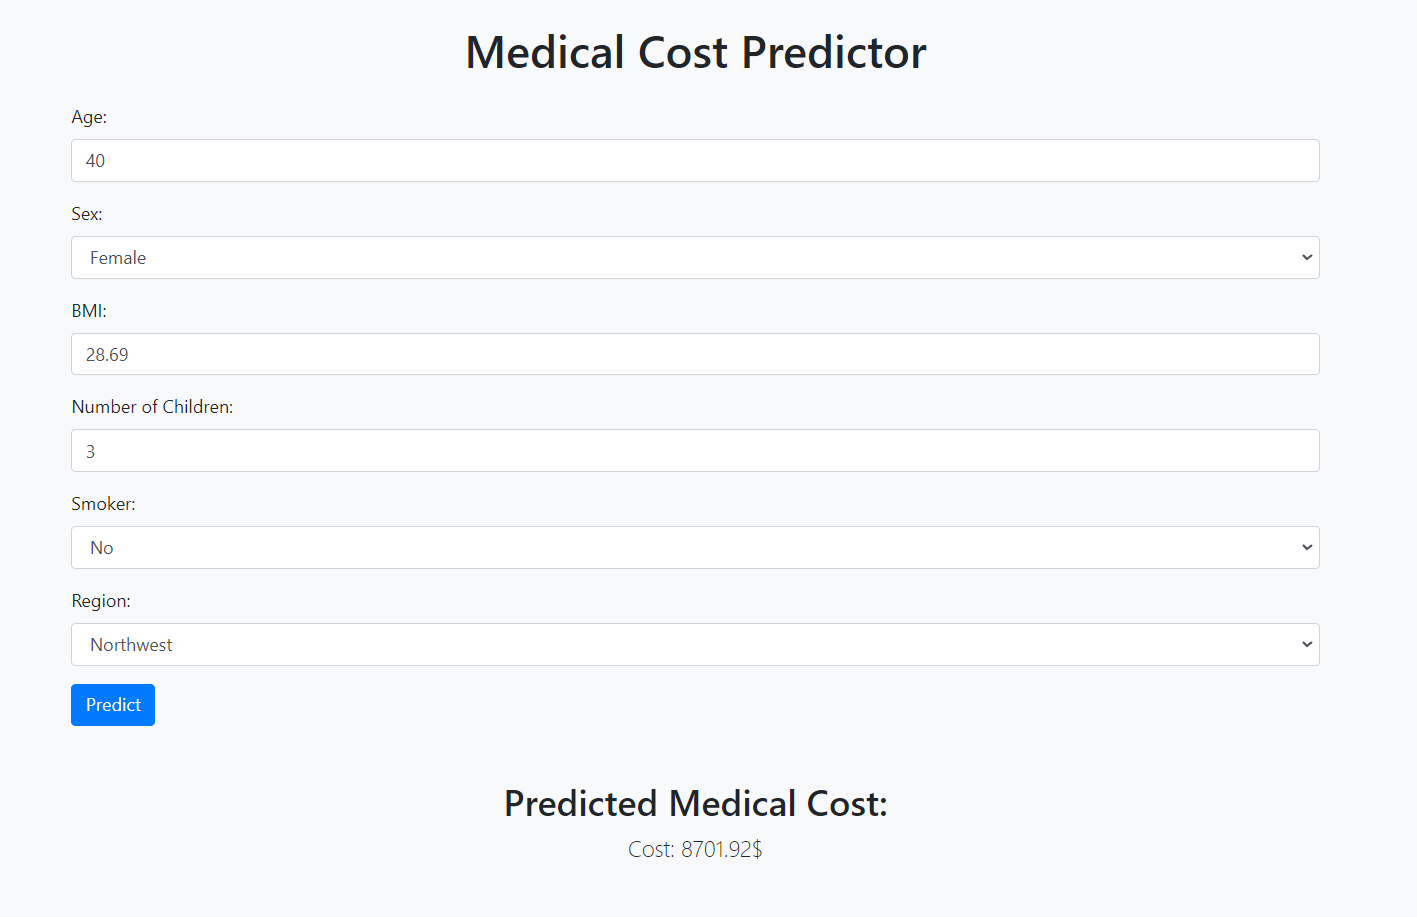 Medical Cost Predictor
Age:
40
Sex:
Female
BMI:
28.69
Number of Children:
3
Smoker:
No
Region:
Northwest
Predict
Predicted Medical Cost:
Cost: 8701.92$